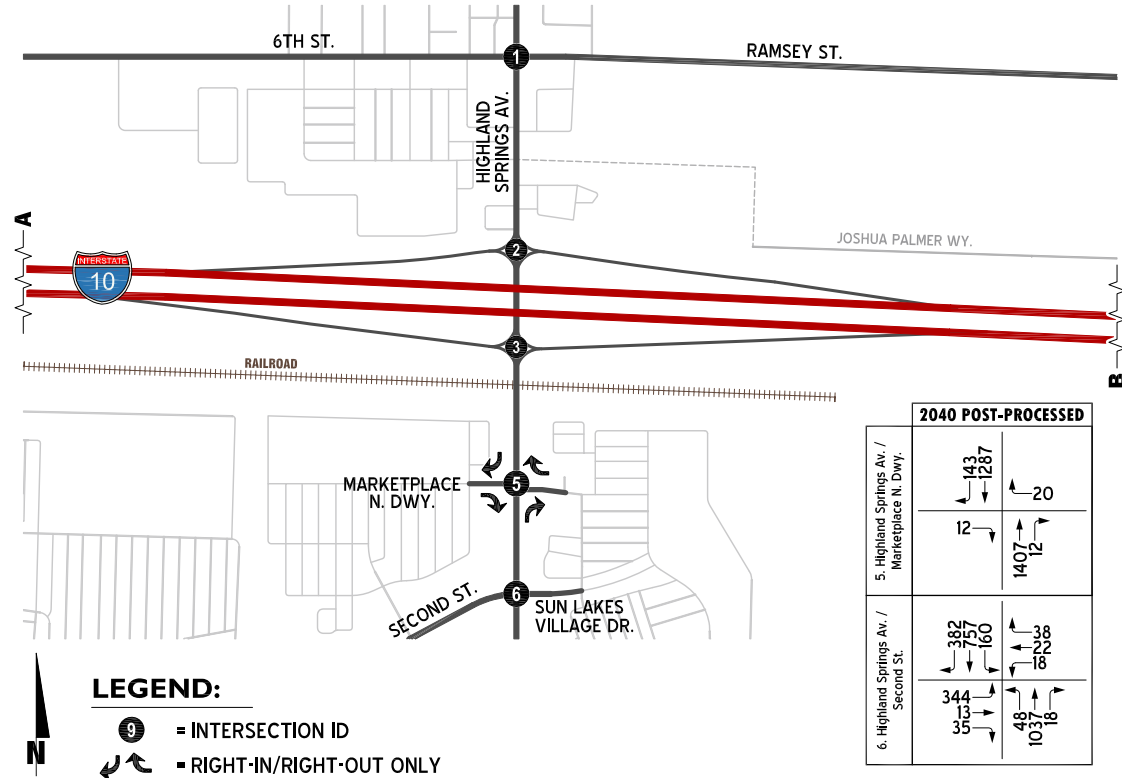 6TH ST.
RAMSEY ST.
1
HIGHLAND
SPRINGS AV.
A
2
JOSHUA PALMER WY.
INTERSTATE
10
3
B
RAILROAD
MARKETPLACE
N. DWY.
5
SECOND ST.
6
SUN LAKES
VILLAGE DR.
2040 POST-PROCESSED
5. Highland Springs Av. /
Marketplace N. Dwy.
143
1287
20
12
1407
12
6. Highland Springs Av. /
Second St.
382
757
160
38
22
18
344
13
35
48
1037
18
N
LEGEND:
9 = INTERSECTION ID
= RIGHT-IN/RIGHT-OUT ONLY